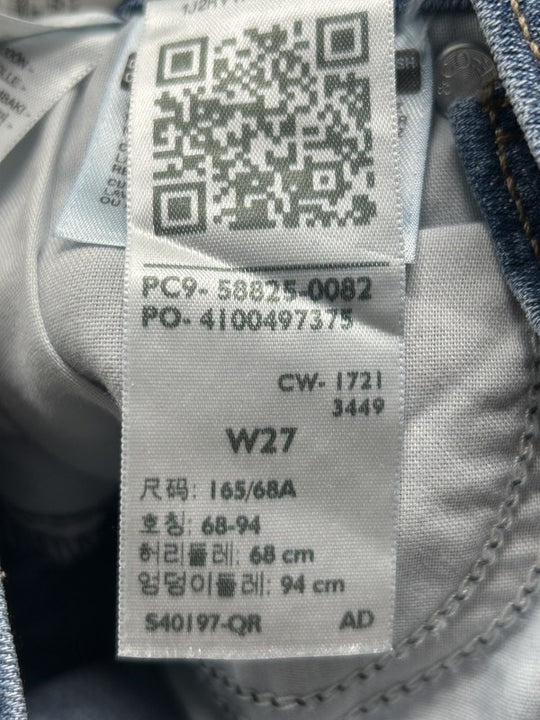 PC9- 58825-0082
PO- 4100497375
CW- 1721
3449
W27
尺码: 165/68A
호칭: 68-94
허리둘레: 68 cm
엉덩이둘레: 94 cm
S40197-QR AD